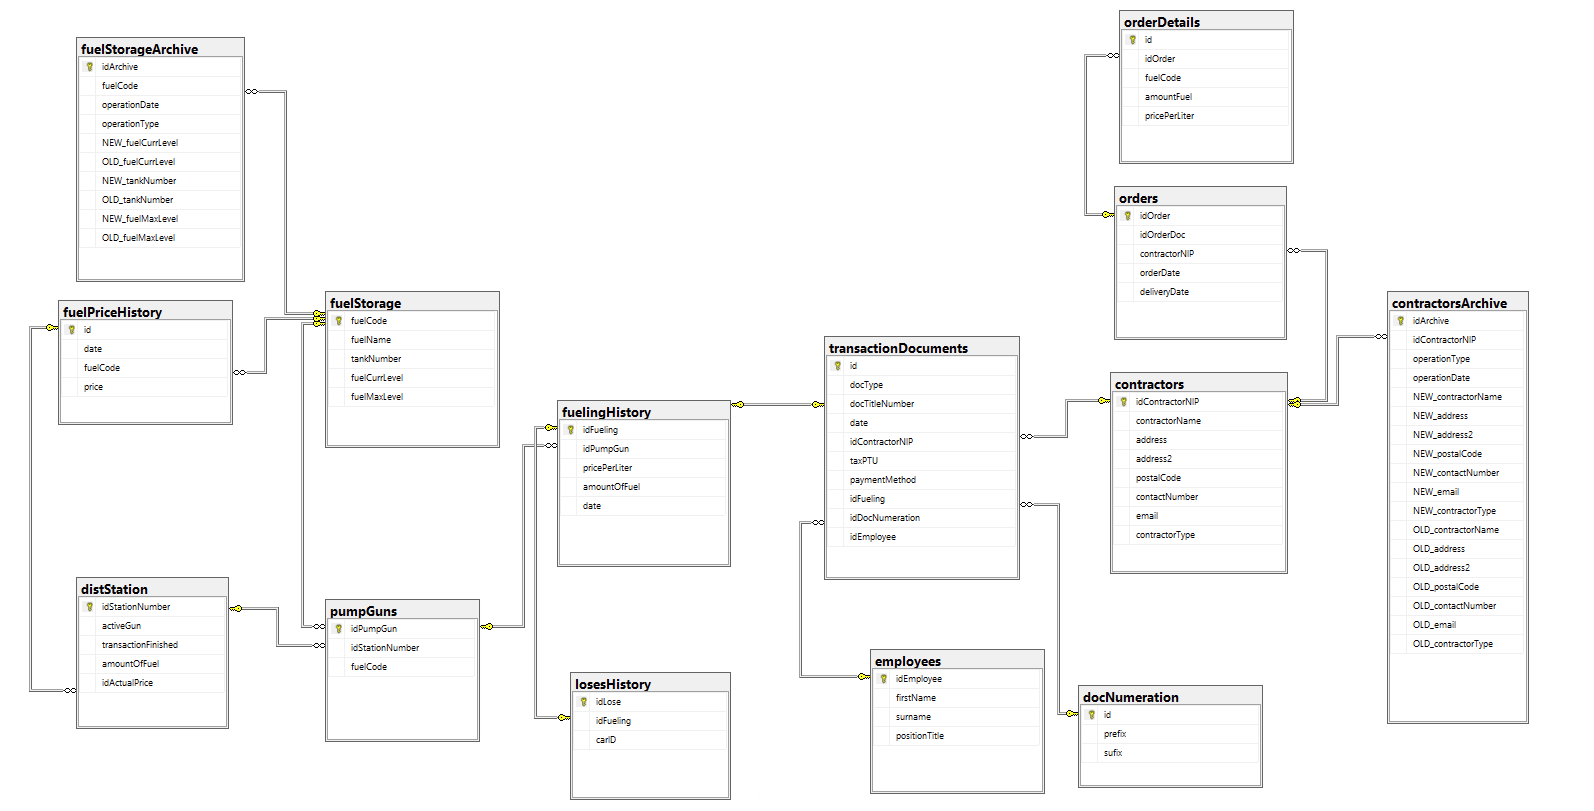 fuelStorageArchive
idArchive
fuelCode
operationDate
operationType
NEW_fuelCurrLevel
OLD_fuelCurrLevel
NEW_tankNumber
OLD_tankNumber
NEW_fuelMaxLevel
OLD_fuelMaxLevel
fuelPriceHistory
id
date
fuelCode
price
distStation
idStationNumber
activeGun
transactionFinished
amountOfFuel
idActualPrice
fuelStorage
fuelCode
fuelName
tankNumber
fuelCurrLevel
fuelMaxLevel
pumpGuns
idPumpGun
idStationNumber
fuelCode
fuelingHistory
idFueling
idPumpGun
pricePerLiter
amountOfFuel
date
losesHistory
idLose
idFueling
carID
transactionDocuments
id
docType
docTitleNumber
date
idContractorNIP
taxPTU
paymentMethod
idFueling
idDocNumeration
idEmployee
employees
idEmployee
firstName
surname
positionTitle
orderDetails
id
idOrder
fuelCode
amountFuel
pricePerLiter
orders
idOrder
idOrderDoc
contractorNIP
orderDate
deliveryDate
contractors
idContractorNIP
contractorName
address
address2
postalCode
contactNumber
email
contractorType
docNumeration
id
prefix
sufix
contractorsArchive
idArchive
idContractorNIP
operationType
operationDate
NEW_contractorName
NEW_address
NEW_address2
NEW_postalCode
NEW_contactNumber
NEW_email
NEW_contractorType
OLD_contractorName
OLD_address
OLD_address2
OLD_postalCode
OLD_contactNumber
OLD_email
OLD_contractorType